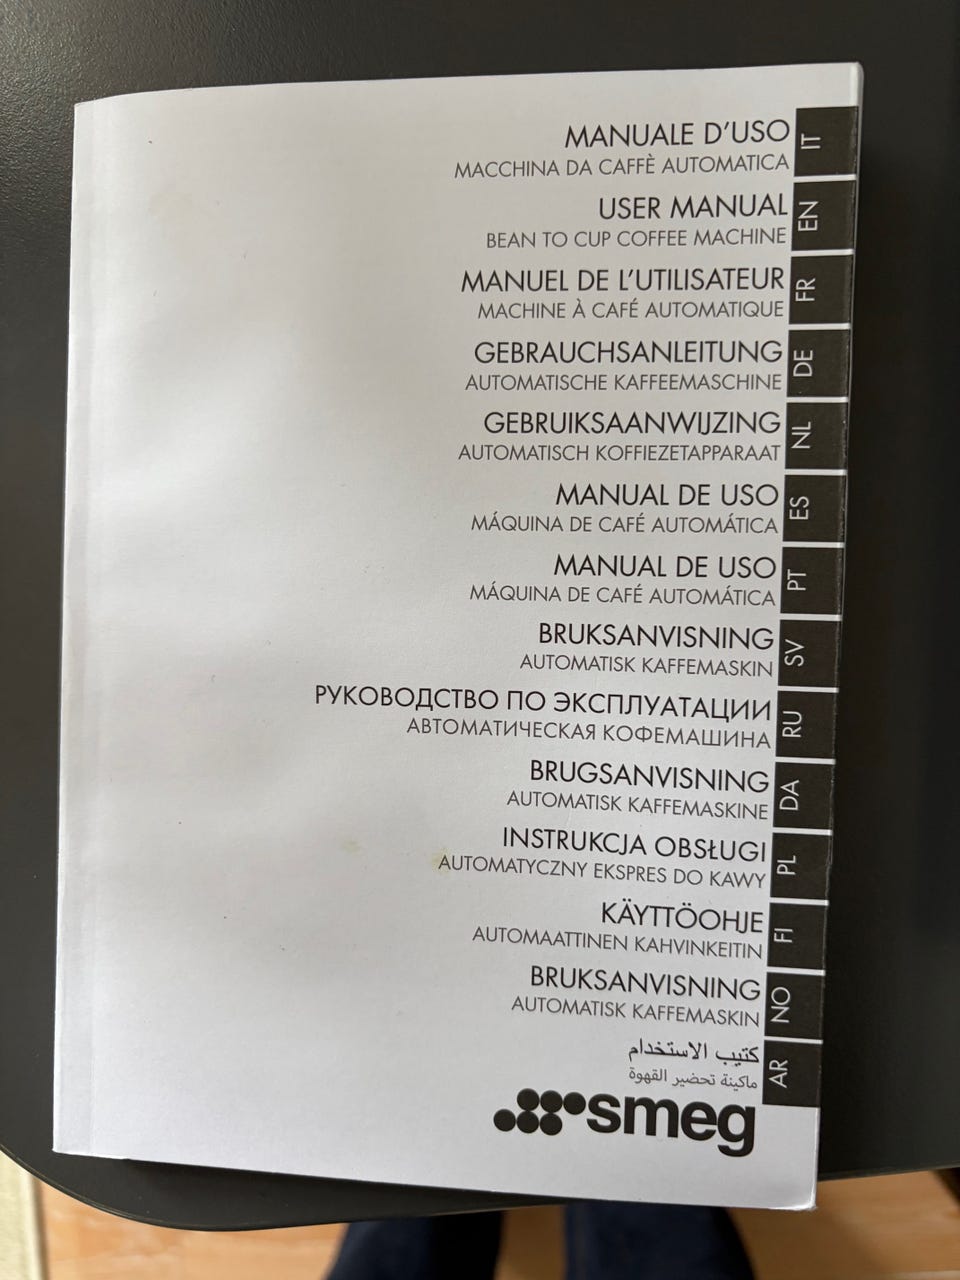 MANUALE D'USO
MACCHINA DA CAFFÈ AUTOMATICA
IT
USER MANUAL
BEAN TO CUP COFFEE MACHINE
EN
MANUEL DE L'UTILISATEUR
MACHINE À CAFÉ AUTOMATIQUE
FR
GEBRAUCHSANLEITUNG
AUTOMATISCHE KAFFEEMASCHINE
DE
GEBRUIKSAANWIJZING
AUTOMATISCH KOFFIEZETAPPARAAT
NL
MANUAL DE USO
MÁQUINA DE CAFÉ AUTOMÁTICA
ES
MANUAL DE USO
MÁQUINA DE CAFÉ AUTOMÁTICA
PT
BRUKSANVISNING
AUTOMATISK KAFFEMASKIN
SV
РУКОВОДСТВО ПО ЭКСПЛУАТАЦИИ
АВТОМАТИЧЕСКАЯ КОФЕМАШИНА
RU
BRUGSANVISNING
AUTOMATISK KAFFEMASKINE
DA
INSTRUKCJA OBSŁUGI
AUTOMATYCZNY EKSPRES DO KAWY
PL
KÄYTTÖOHJE
AUTOMAATTINEN KAHVINKEITIN
FI
BRUKSANVISNING
AUTOMATISK KAFFEMASKIN
NO
كتيب الاستخدام
ماكينة تحضير القهوة
AR
smeg